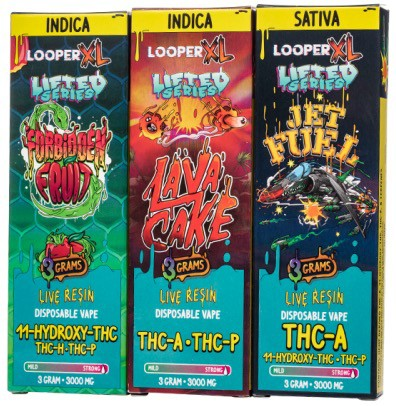 INDICA
LOOPER XL
LIFTED
SERIES
FORBIDDEN
FRUIT
3 GRAMS
LIVE RESIN
DISPOSABLE VAPE
11-HYDROXY-THC
THC-H · THC-P
MILD STRONG
3 GRAM · 3000 MG
INDICA
LOOPER XL
LIFTED
SERIES
LAVA
CAKE
3 GRAMS
LIVE RESIN
DISPOSABLE VAPE
THC-A · THC-P
MILD STRONG
3 GRAM · 3000 MG
SATIVA
LOOPER XL
LIFTED
SERIES
JET
FUEL
3 GRAMS
LIVE RESIN
DISPOSABLE VAPE
THC-A
11-HYDROXY-THC · THC-P
MILD STRONG
3 GRAM · 3000 MG